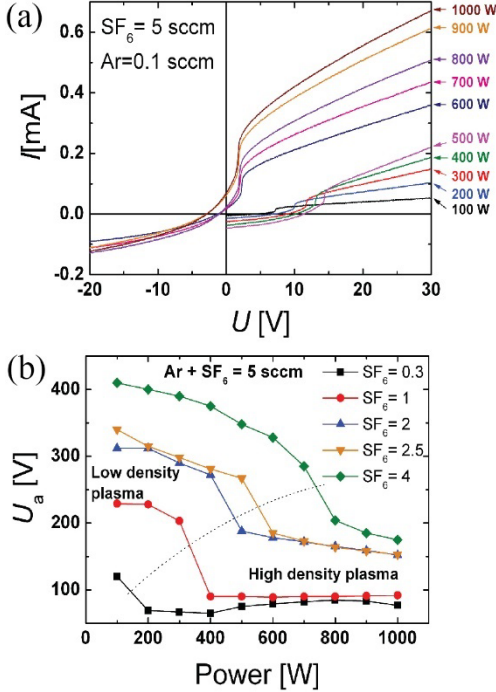 (a)
SF₆ = 5 sccm
Ar=0.1 sccm
I[mA]
0.6
0.4
0.2
0.0
-0.2
1000 W
900 W
800 W
700 W
600 W
500 W
400 W
300 W
200 W
100 W
-20 -10 0 10 20 30
U [V]
(b)
Ar + SF₆ = 5 sccm
SF₆ = 0.3
SF₆ = 1
SF₆ = 2
SF₆ = 2.5
SF₆ = 4
Uₐ [V]
400
300
200
100
Low density
plasma
High density plasma
0 200 400 600 800 1000
Power [W]